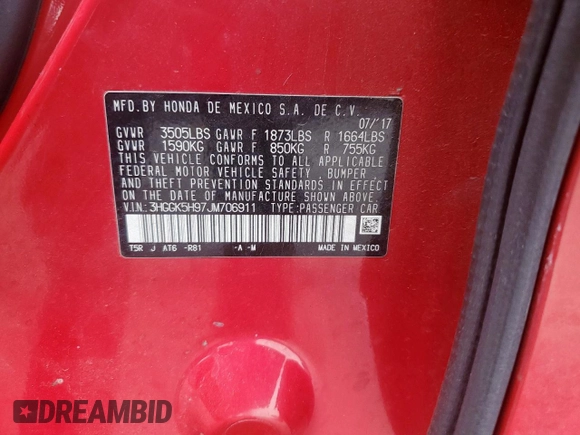 MFD.BY HONDA DE MEXICO S.A. DE C.V.
07/'17
GVWR 3505LBS GAWR F 1873LBS R 1664LBS
GVWR 1590KG GAWR F 850KG R 755KG
THIS VEHICLE CONFORMS TO ALL APPLICABLE
FEDERAL MOTOR VEHICLE SAFETY, BUMPER
AND THEFT PREVENTION STANDARDS IN EFFECT
ON THE DATE OF MANUFACTURE SHOWN ABOVE.
V.I.N.:3HGGK5H97JM706911 TYPE:PASSENGER CAR
T5R J AT6 -R81 -A -M MADE IN MEXICO
DREAMBID